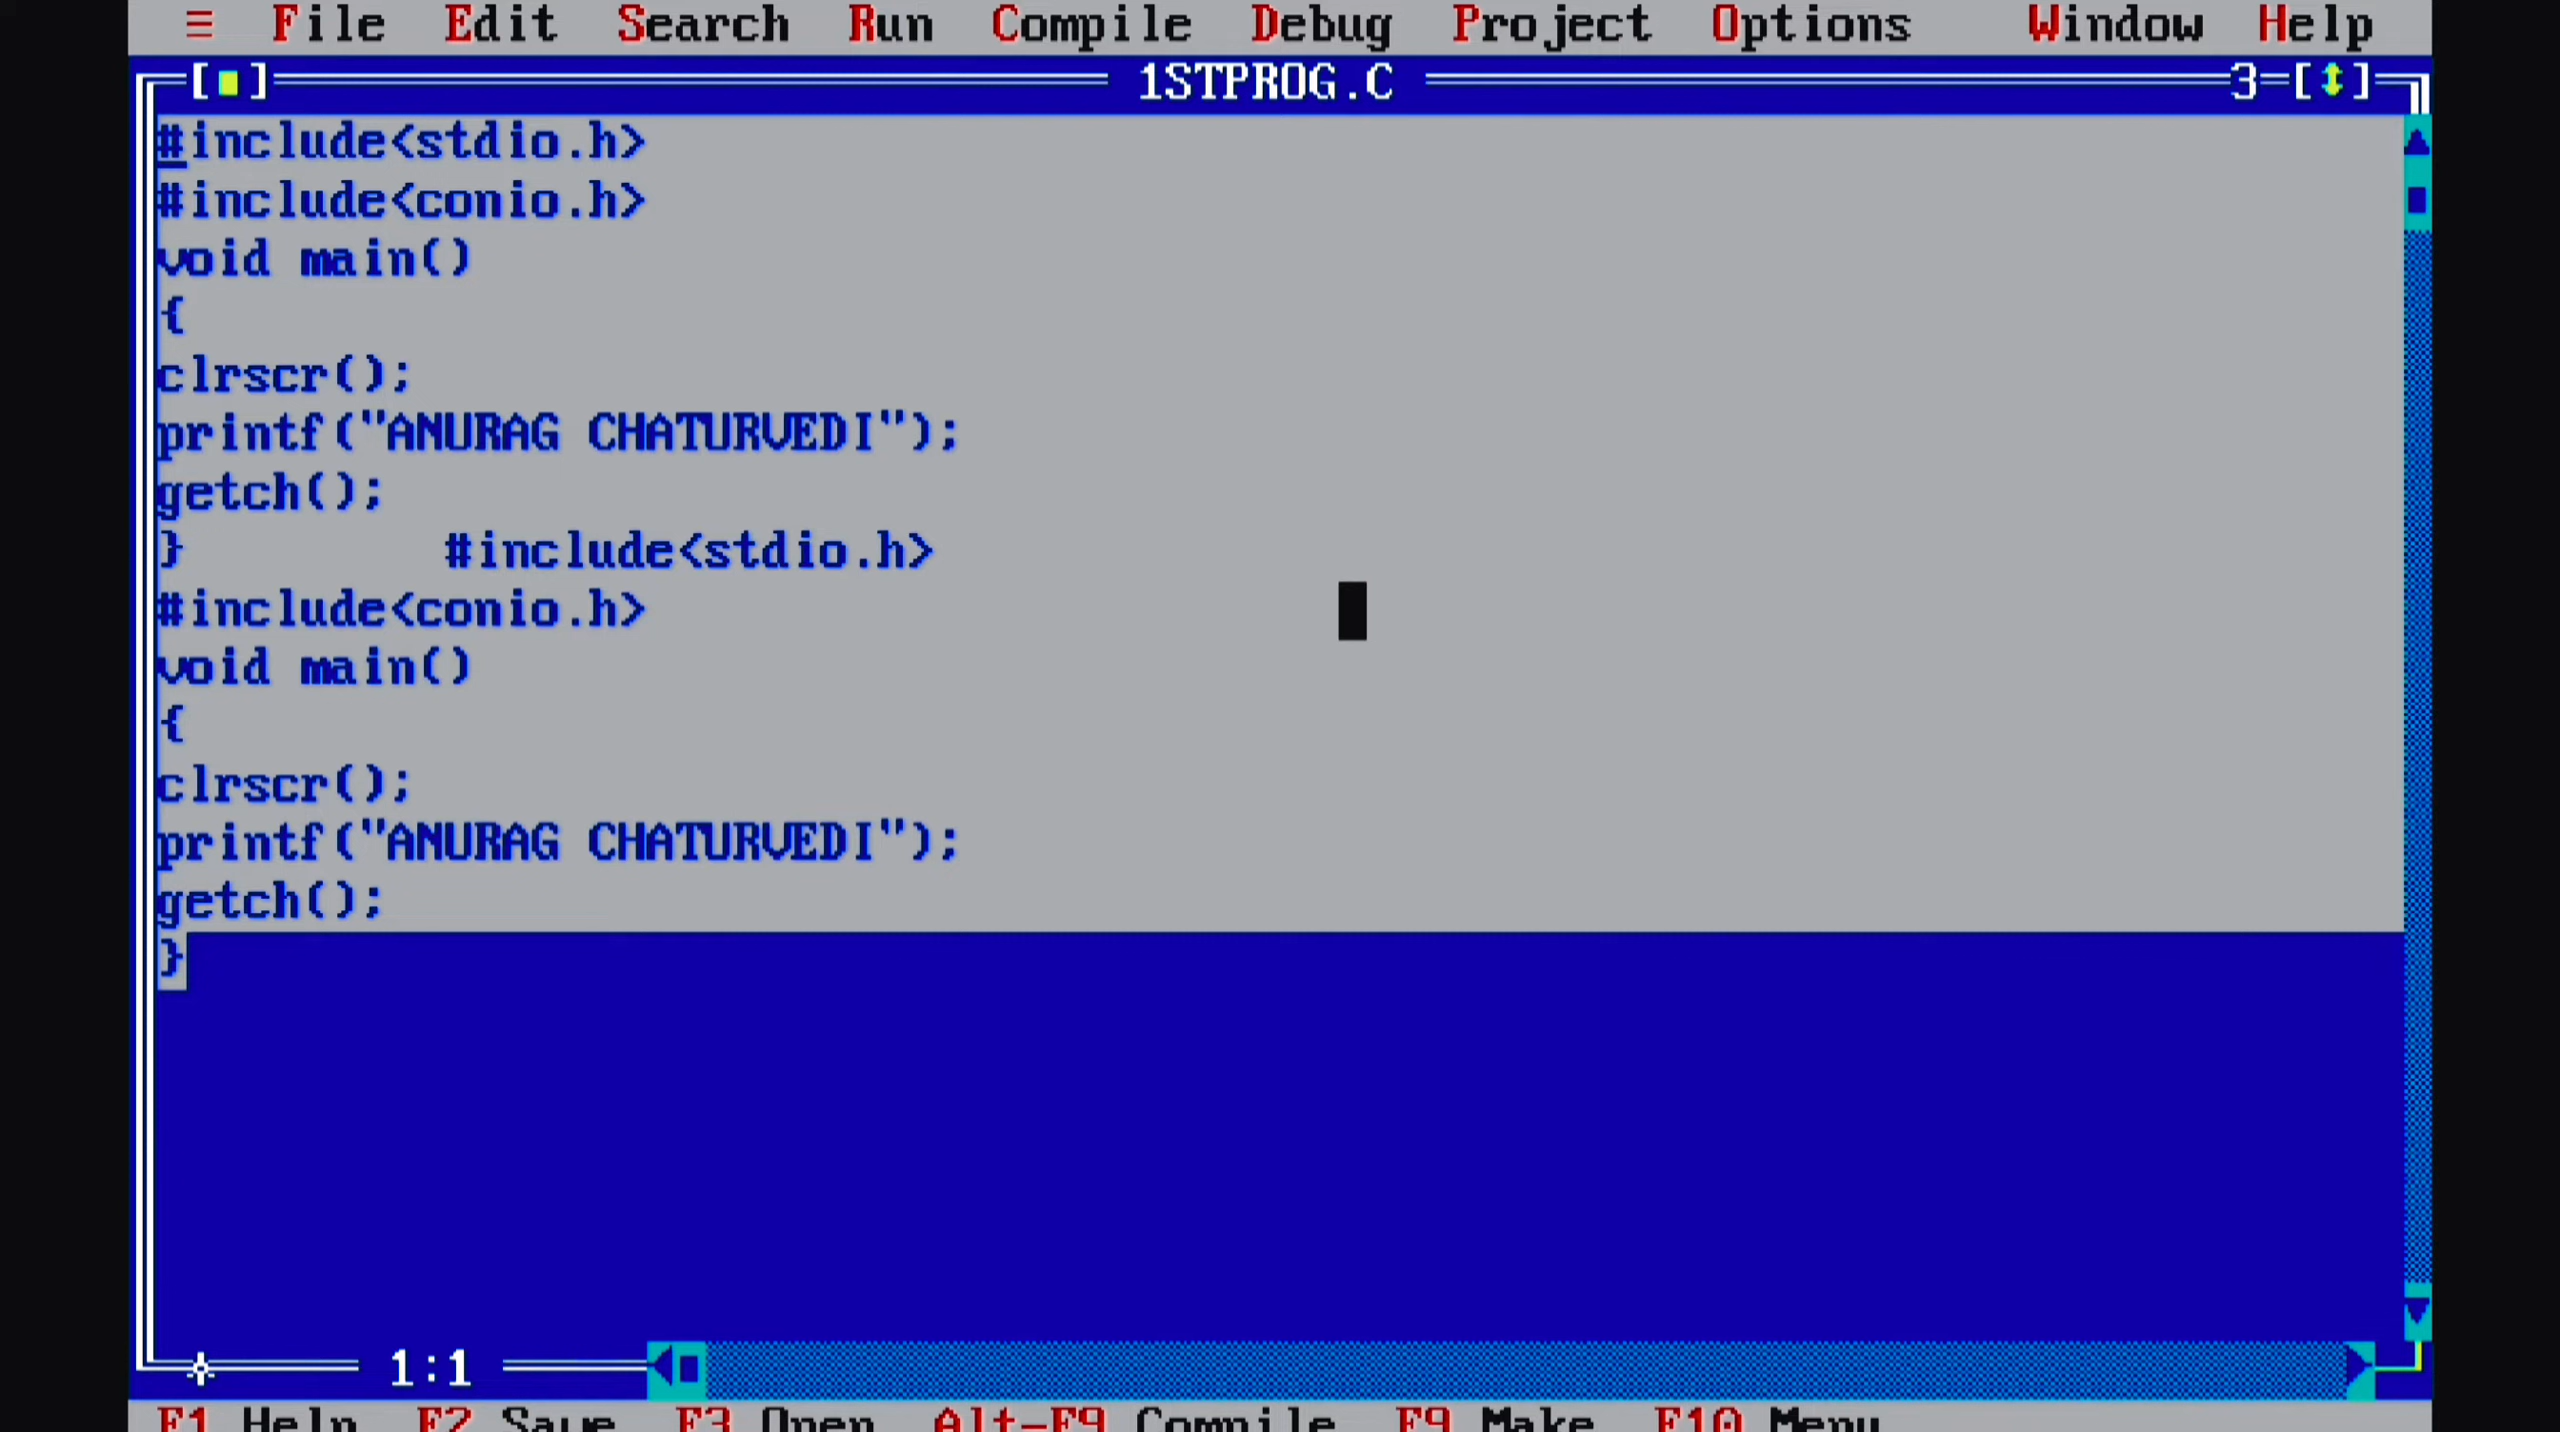 ≡ File Edit Search Run Compile Debug Project Options Window Help
[■] 1STPROG.C 3=[↕]
#include<stdio.h>
#include<conio.h>
void main()
{
clrscr();
printf("ANURAG CHATURVEDI");
getch();
} #include<stdio.h>
#include<conio.h>
void main()
{
clrscr();
printf("ANURAG CHATURVEDI");
getch();
}
1:1
F1 Help F2 Save F3 Open Alt-F9 Compile F9 Make F10 Menu